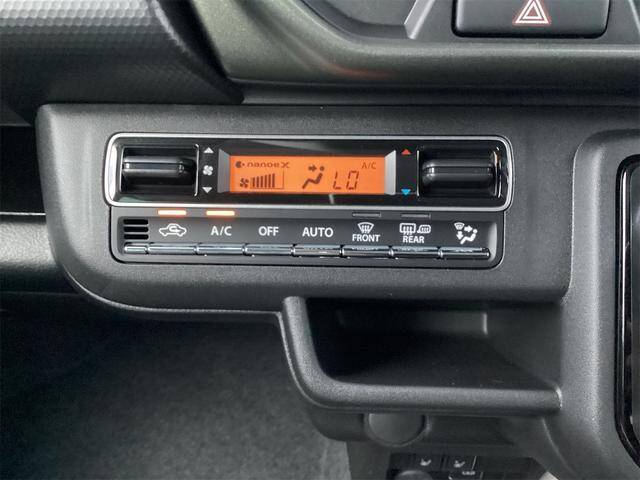 nanoeX A/C
LO
A/C OFF AUTO FRONT REAR